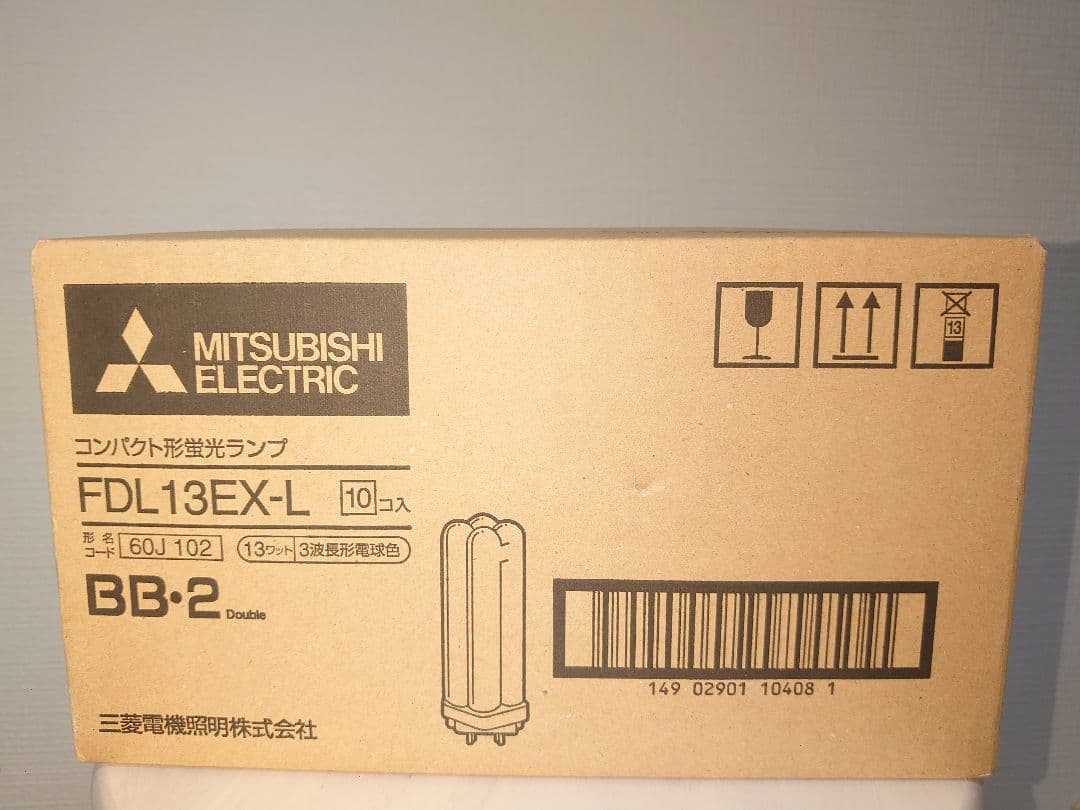 MITSUBISHI
ELECTRIC
コンパクト形蛍光ランプ
FDL13EX-L 10コ入
形名コード 60J 102 13ワット 3波長形電球色
BB・2 Double
三菱電機照明株式会社
13
149 02901 10408 1